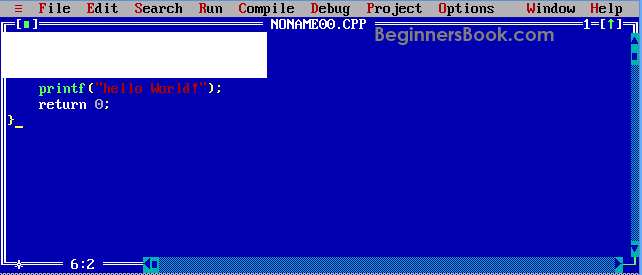 ≡ File Edit Search Run Compile Debug Project Options Window Help
[■] NONAME00.CPP 1=[↑]
BeginnersBook.com
printf("hello World!");
return 0;
}_
* 6:2